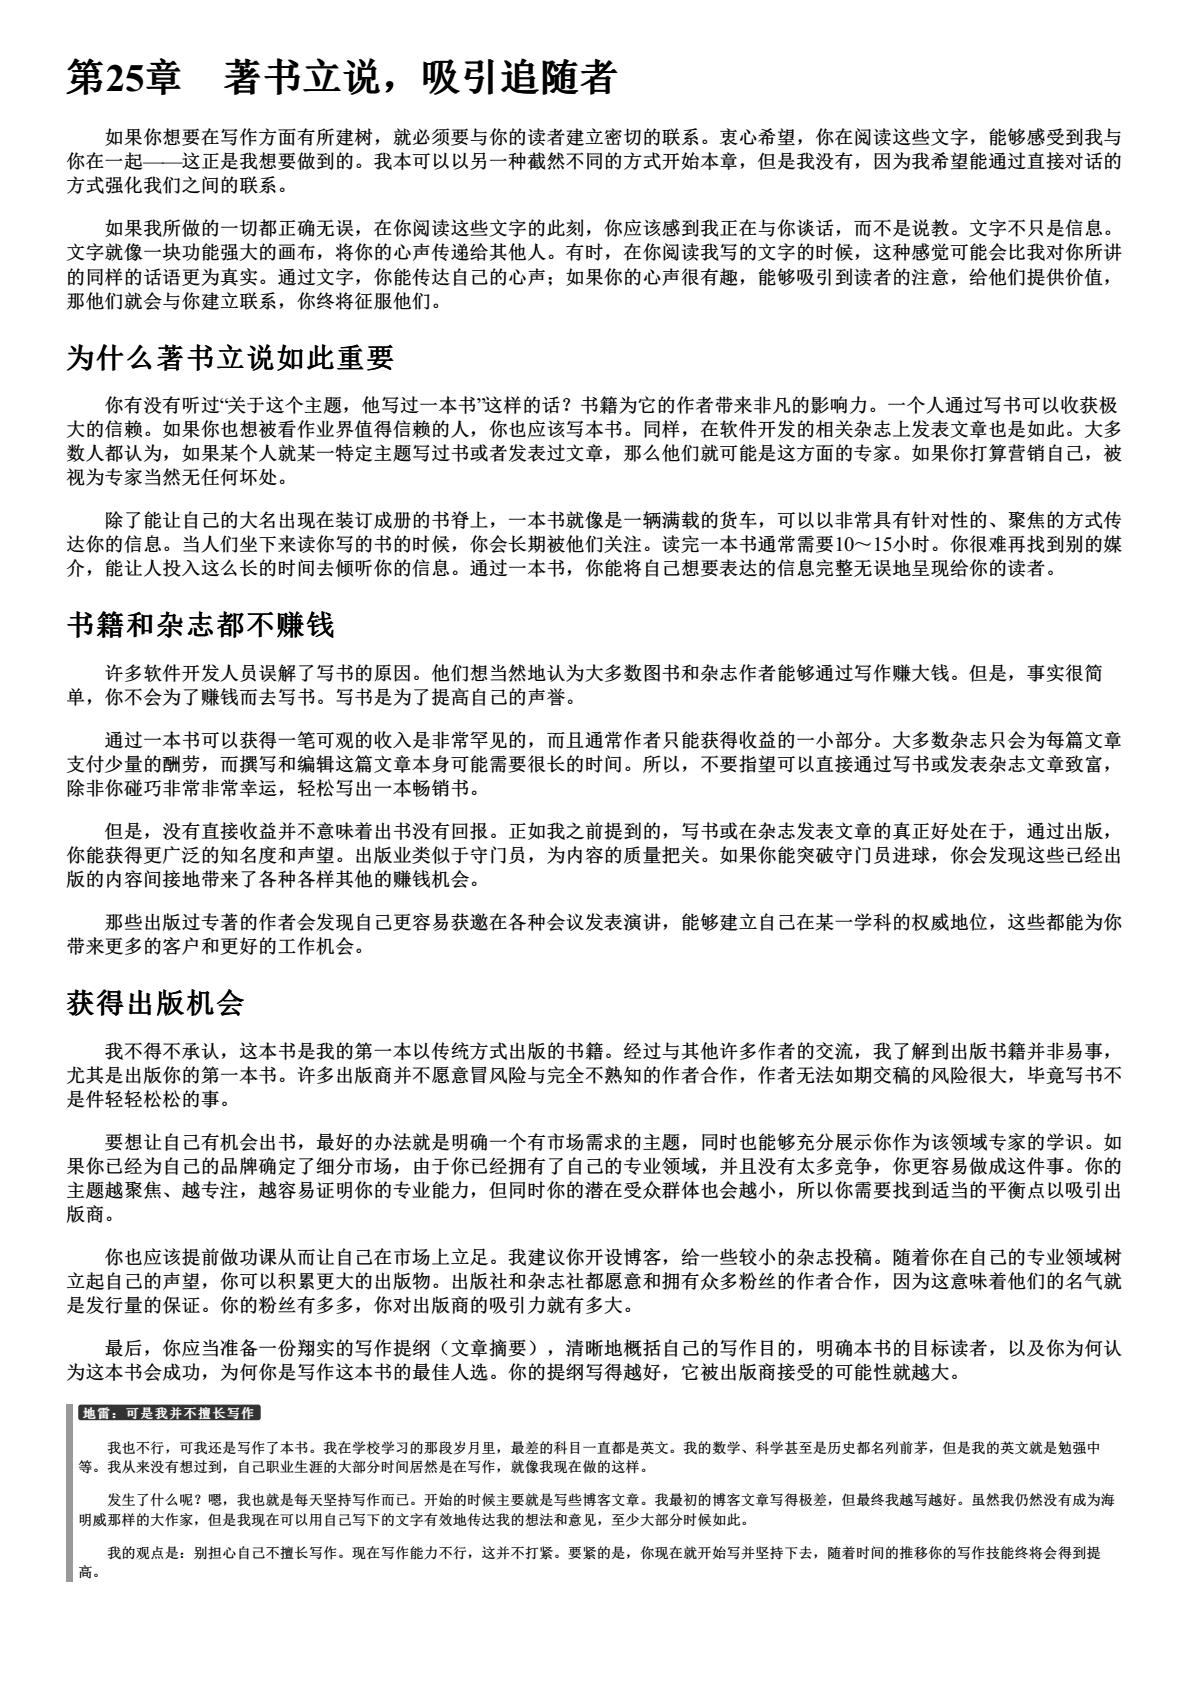 第25章　著书立说，吸引追随者
如果你想要在写作方面有所建树，就必须要与你的读者建立密切的联系。衷心希望，你在阅读这些文字，能够感受到我与
你在一起——这正是我想要做到的。我本可以以另一种截然不同的方式开始本章，但是我没有，因为我希望能通过直接对话的
方式强化我们之间的联系。
如果我所做的一切都正确无误，在你阅读这些文字的此刻，你应该感到我正在与你谈话，而不是说教。文字不只是信息。
文字就像一块功能强大的画布，将你的心声传递给其他人。有时，在你阅读我写的文字的时候，这种感觉可能会比我对你所讲
的同样的话语更为真实。通过文字，你能传达自己的心声；如果你的心声很有趣，能够吸引到读者的注意，给他们提供价值，
那他们就会与你建立联系，你终将征服他们。
为什么著书立说如此重要
你有没有听过“关于这个主题，他写过一本书”这样的话？书籍为它的作者带来非凡的影响力。一个人通过写书可以收获极
大的信赖。如果你也想被看作业界值得信赖的人，你也应该写本书。同样，在软件开发的相关杂志上发表文章也是如此。大多
数人都认为，如果某个人就某一特定主题写过书或者发表过文章，那么他们就可能是这方面的专家。如果你打算营销自己，被
视为专家当然无任何坏处。
除了能让自己的大名出现在装订成册的书脊上，一本书就像是一辆满载的货车，可以以非常具有针对性的、聚焦的方式传
达你的信息。当人们坐下来读你写的书的时候，你会长期被他们关注。读完一本书通常需要10～15小时。你很难再找到别的媒
介，能让人投入这么长的时间去倾听你的信息。通过一本书，你能将自己想要表达的信息完整无误地呈现给你的读者。
书籍和杂志都不赚钱
许多软件开发人员误解了写书的原因。他们想当然地认为大多数图书和杂志作者能够通过写作赚大钱。但是，事实很简
单，你不会为了赚钱而去写书。写书是为了提高自己的声誉。
通过一本书可以获得一笔可观的收入是非常罕见的，而且通常作者只能获得收益的一小部分。大多数杂志只会为每篇文章
支付少量的酬劳，而撰写和编辑这篇文章本身可能需要很长的时间。所以，不要指望可以直接通过写书或发表杂志文章致富，
除非你碰巧非常非常幸运，轻松写出一本畅销书。
但是，没有直接收益并不意味着出书没有回报。正如我之前提到的，写书或在杂志发表文章的真正好处在于，通过出版，
你能获得更广泛的知名度和声望。出版业类似于守门员，为内容的质量把关。如果你能突破守门员进球，你会发现这些已经出
版的内容间接地带来了各种各样其他的赚钱机会。
那些出版过专著的作者会发现自己更容易获邀在各种会议发表演讲，能够建立自己在某一学科的权威地位，这些都能为你
带来更多的客户和更好的工作机会。
获得出版机会
我不得不承认，这本书是我的第一本以传统方式出版的书籍。经过与其他许多作者的交流，我了解到出版书籍并非易事，
尤其是出版你的第一本书。许多出版商并不愿意冒风险与完全不熟知的作者合作，作者无法如期交稿的风险很大，毕竟写书不
是件轻轻松松的事。
要想让自己有机会出书，最好的办法就是明确一个有市场需求的主题，同时也能够充分展示你作为该领域专家的学识。如
果你已经为自己的品牌确定了细分市场，由于你已经拥有了自己的专业领域，并且没有太多竞争，你更容易做成这件事。你的
主题越聚焦、越专注，越容易证明你的专业能力，但同时你的潜在受众群体也会越小，所以你需要找到适当的平衡点以吸引出
版商。
你也应该提前做功课从而让自己在市场上立足。我建议你开设博客，给一些较小的杂志投稿。随着你在自己的专业领域树
立起自己的声望，你可以积累更大的出版物。出版社和杂志社都愿意和拥有众多粉丝的作者合作，因为这意味着他们的名气就
是发行量的保证。你的粉丝有多多，你对出版商的吸引力就有多大。
最后，你应当准备一份翔实的写作提纲（文章摘要），清晰地概括自己的写作目的，明确本书的目标读者，以及你为何认
为这本书会成功，为何你是写作这本书的最佳人选。你的提纲写得越好，它被出版商接受的可能性就越大。
地雷：可是我并不擅长写作
我也不行，可我还是写作了本书。我在学校学习的那段岁月里，最差的科目一直都是英文。我的数学、科学甚至是历史都名列前茅，但是我的英文就是勉强中
等。我从来没有想过到，自己职业生涯的大部分时间居然是在写作，就像我现在做的这样。
发生了什么呢？嗯，我也就是每天坚持写作而已。开始的时候主要就是写些博客文章。我最初的博客文章写得极差，但最终我越写越好。虽然我仍然没有成为海
明威那样的大作家，但是我现在可以用自己写下的文字有效地传达我的想法和意见，至少大部分时候如此。
我的观点是：别担心自己不擅长写作。现在写作能力不行，这并不打紧。要紧的是，你现在就开始写并坚持下去，随着时间的推移你的写作技能终将会得到提
高。